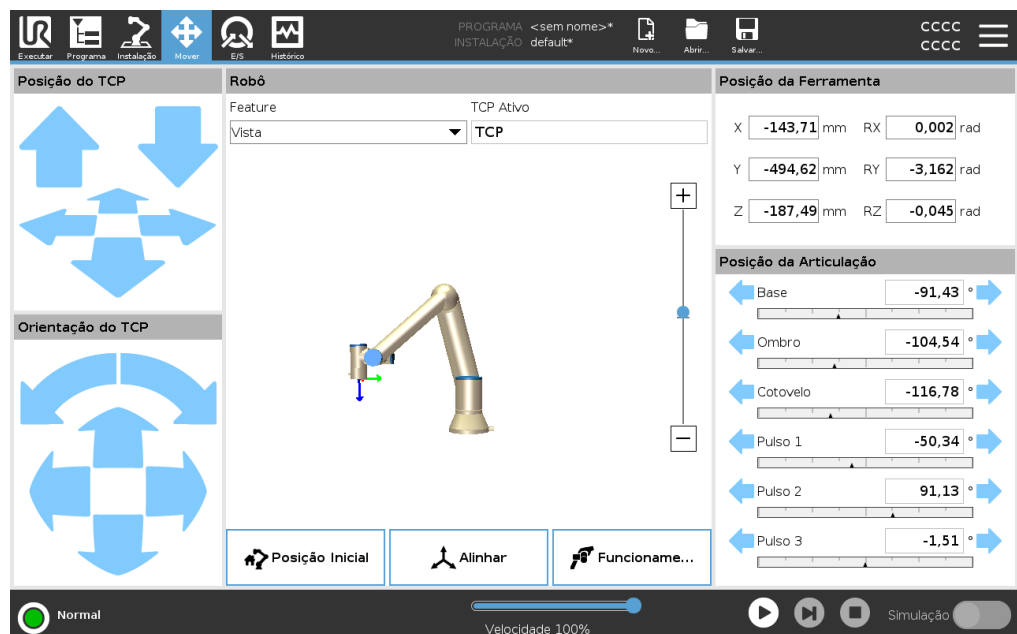 UR
Executar
Programa
Instalação
Mover
E/S
Histórico
PROGRAMA <sem nome>*
INSTALAÇÃO default*
Novo...
Abrir...
Salvar...
CCCC
CCCC
Posição do TCP
Orientação do TCP
Robô
Feature
TCP Ativo
Vista
TCP
Posição Inicial
Alinhar
Funcioname...
Posição da Ferramenta
X -143,71 mm RX 0,002 rad
Y -494,62 mm RY -3,162 rad
Z -187,49 mm RZ -0,045 rad
Posição da Articulação
Base -91,43 °
Ombro -104,54 °
Cotovelo -116,78 °
Pulso 1 -50,34 °
Pulso 2 91,13 °
Pulso 3 -1,51 °
Normal
Velocidade 100%
Simulação